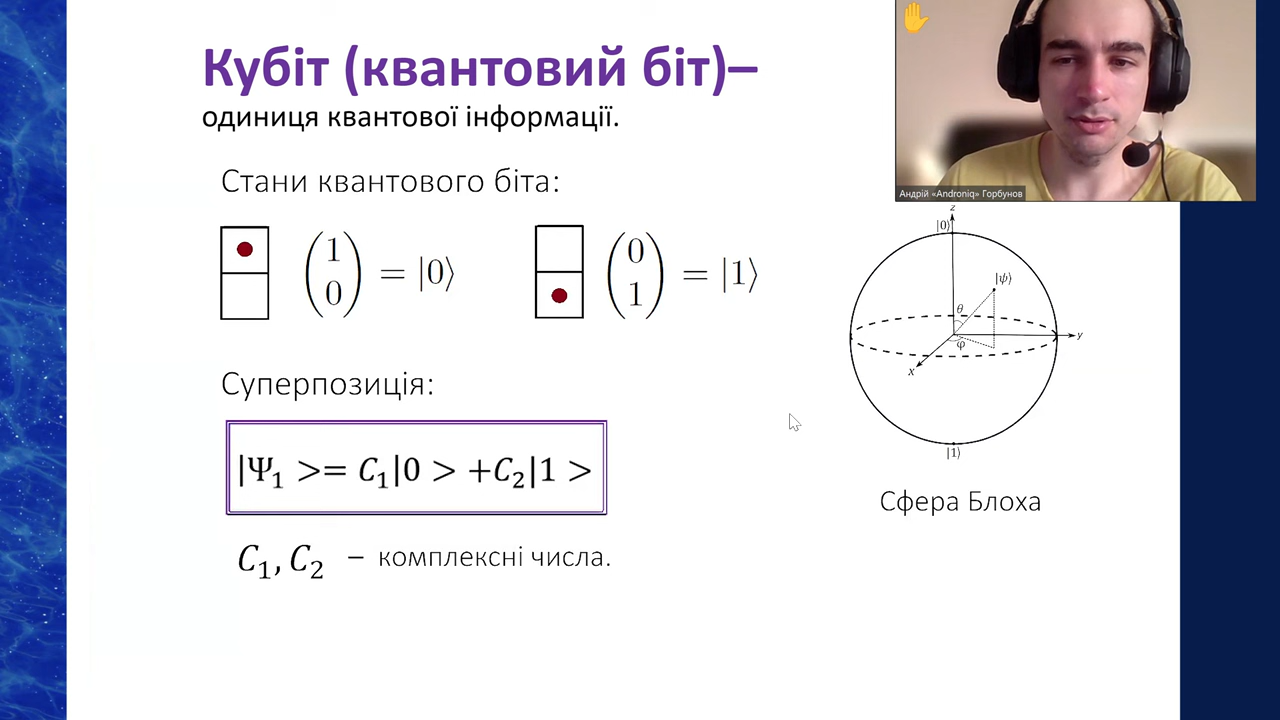 Кубіт (квантовий біт)–
одиниця квантової інформації.
Стани квантового біта:
(1 0) = |0⟩
(0 1) = |1⟩
Суперпозиція:
|Ψ₁ >= C₁|0 > +C₂|1 >
C₁, C₂ – комплексні числа.
Андрій «Androniq» Горбунов
z
|0⟩
|ψ⟩
θ
φ
y
x
|1⟩
Сфера Блоха